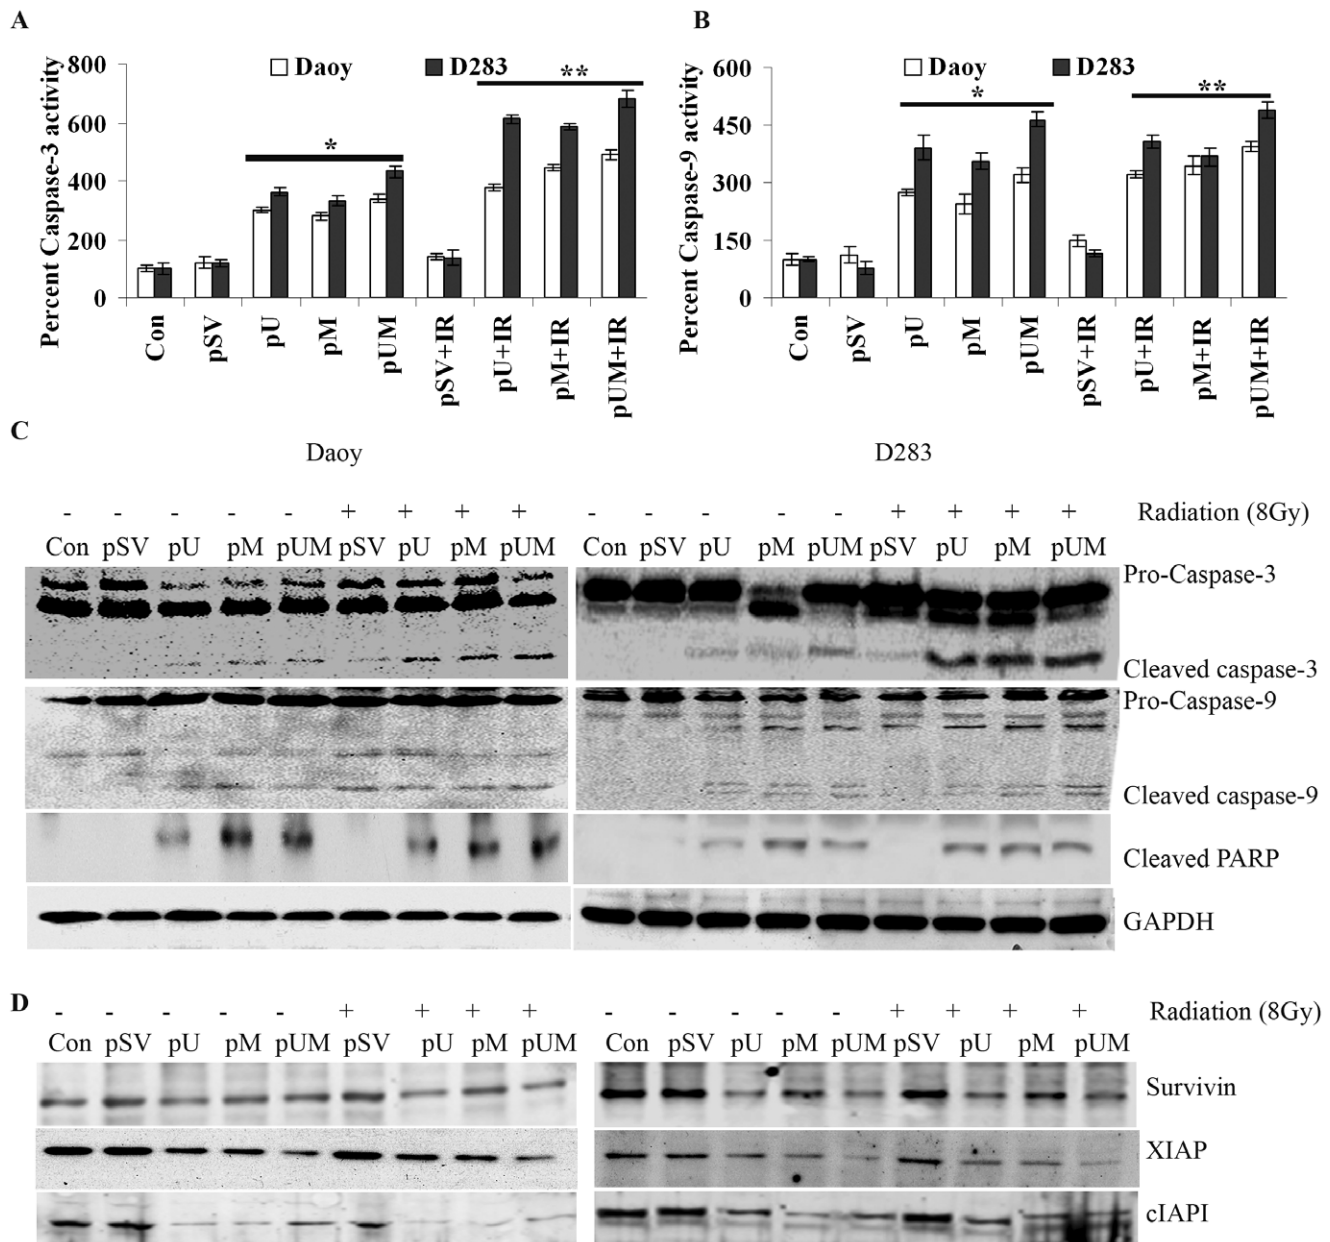 A
B
Percent Caspase-3 activity
800
600
400
200
0
Daoy
D283
*
**
Con
pSV
pU
pM
pUM
pSV+IR
pU+IR
pM+IR
pUM+IR
Percent Caspase-9 activity
600
450
300
150
0
Daoy
D283
*
**
Con
pSV
pU
pM
pUM
pSV+IR
pU+IR
pM+IR
pUM+IR
C
Daoy
D283
- - - - - + + + + - - - - - + + + + Radiation (8Gy)
Con pSV pU pM pUM pSV pU pM pUM Con pSV pU pM pUM pSV pU pM pUM
Pro-Caspase-3
Cleaved caspase-3
Pro-Caspase-9
Cleaved caspase-9
Cleaved PARP
GAPDH
D
- - - - - + + + + - - - - - + + + + Radiation (8Gy)
Con pSV pU pM pUM pSV pU pM pUM Con pSV pU pM pUM pSV pU pM pUM
Survivin
XIAP
cIAPI